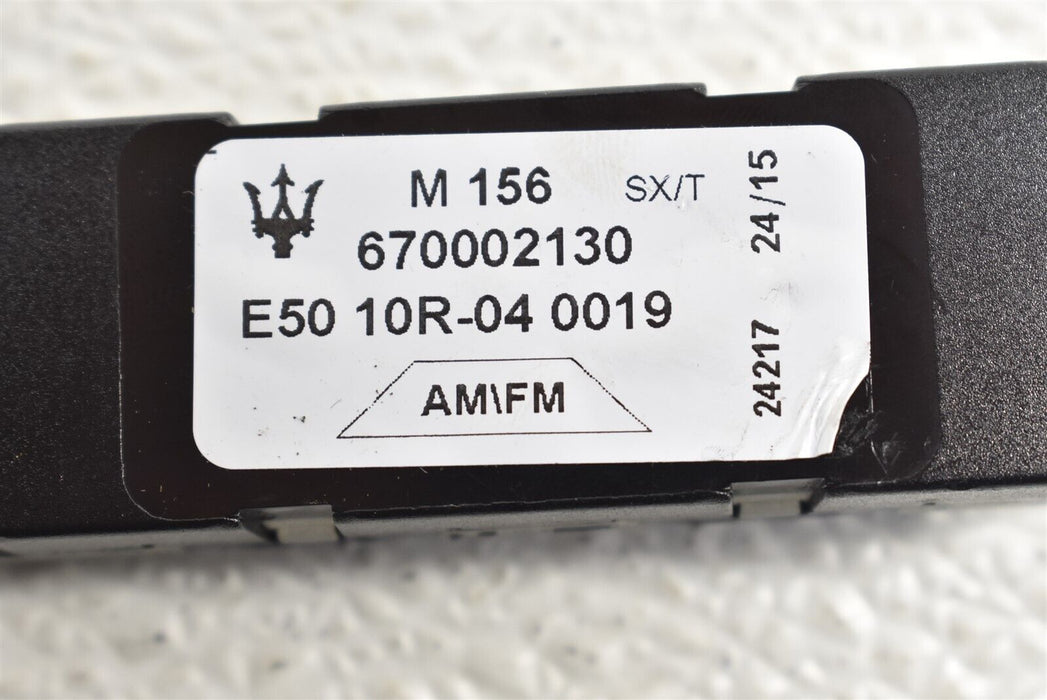 M 156 SX/T
670002130
E50 10R-04 0019
AM\FM
24217 24/15